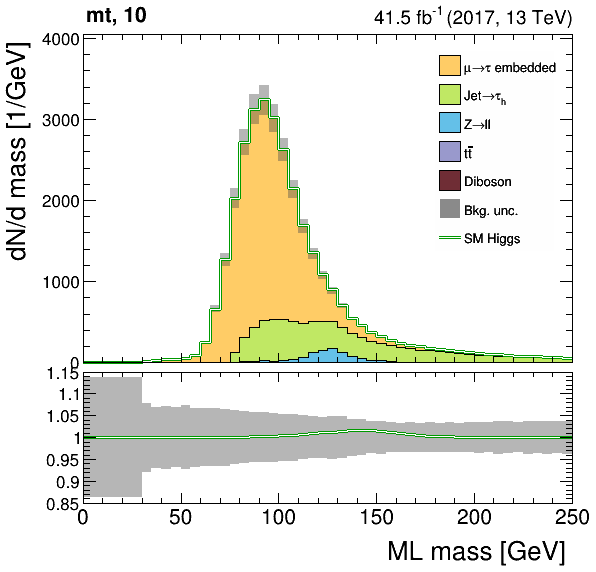 mt, 10 41.5 fb⁻¹ (2017, 13 TeV)
dN/d mass [1/GeV]
4000
3000
2000
1000
0
μ→τ embedded
Jet→τₕ
Z→ll
tt̅
Diboson
Bkg. unc.
SM Higgs
1.15
1.1
1.05
1
0.95
0.9
0.85
0 50 100 150 200 250
ML mass [GeV]